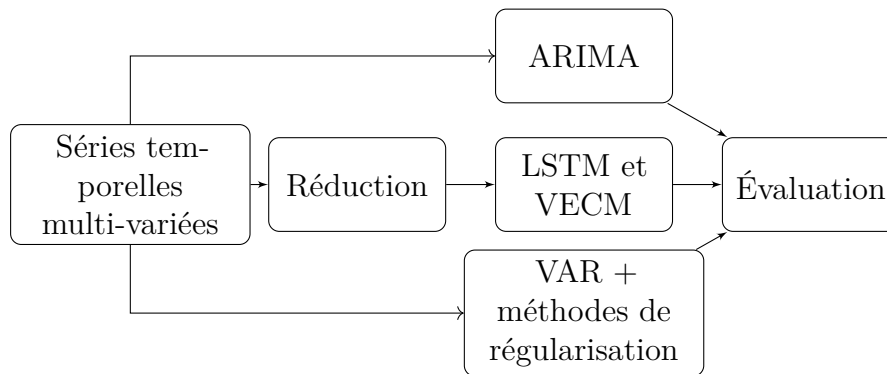 ARIMA
Séries tem-
porelles
multi-variées
Réduction
LSTM et
VECM
Évaluation
VAR +
méthodes de
régularisation